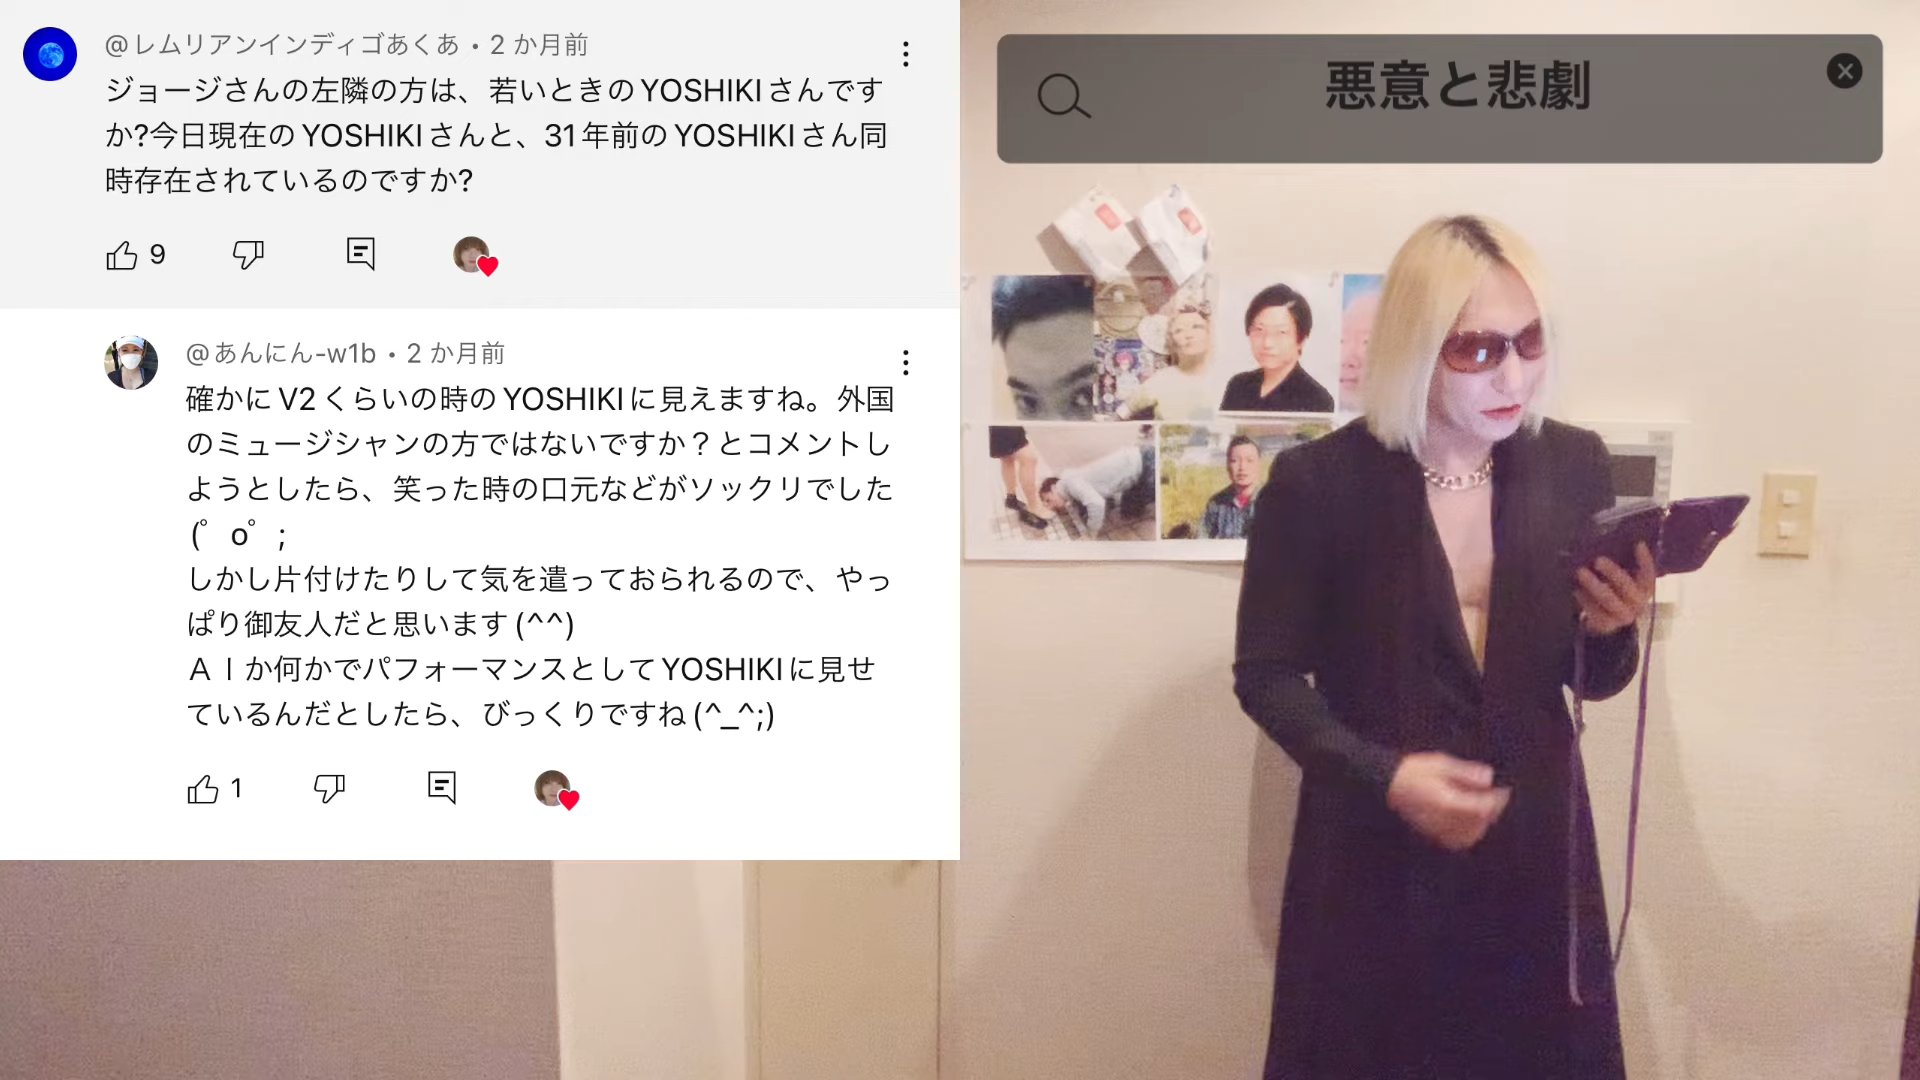 @レムリアンインディゴあくあ・2 か月前
ジョージさんの左隣の方は、若いときのYOSHIKIさんです
か?今日現在のYOSHIKIさんと、31年前のYOSHIKIさん同
時存在されているのですか?
9
@あんにん-w1b・2 か月前
確かにV2くらいの時のYOSHIKIに見えますね。外国
のミュージシャンの方ではないですか？とコメントし
ようとしたら、笑った時の口元などがソックリでした
(゜o゜;
しかし片付けたりして気を遣っておられるので、やっ
ぱり御友人だと思います(^^)
ＡＩか何かでパフォーマンスとしてYOSHIKIに見せ
ているんだとしたら、びっくりですね(^_^;)
1
悪意と悲劇